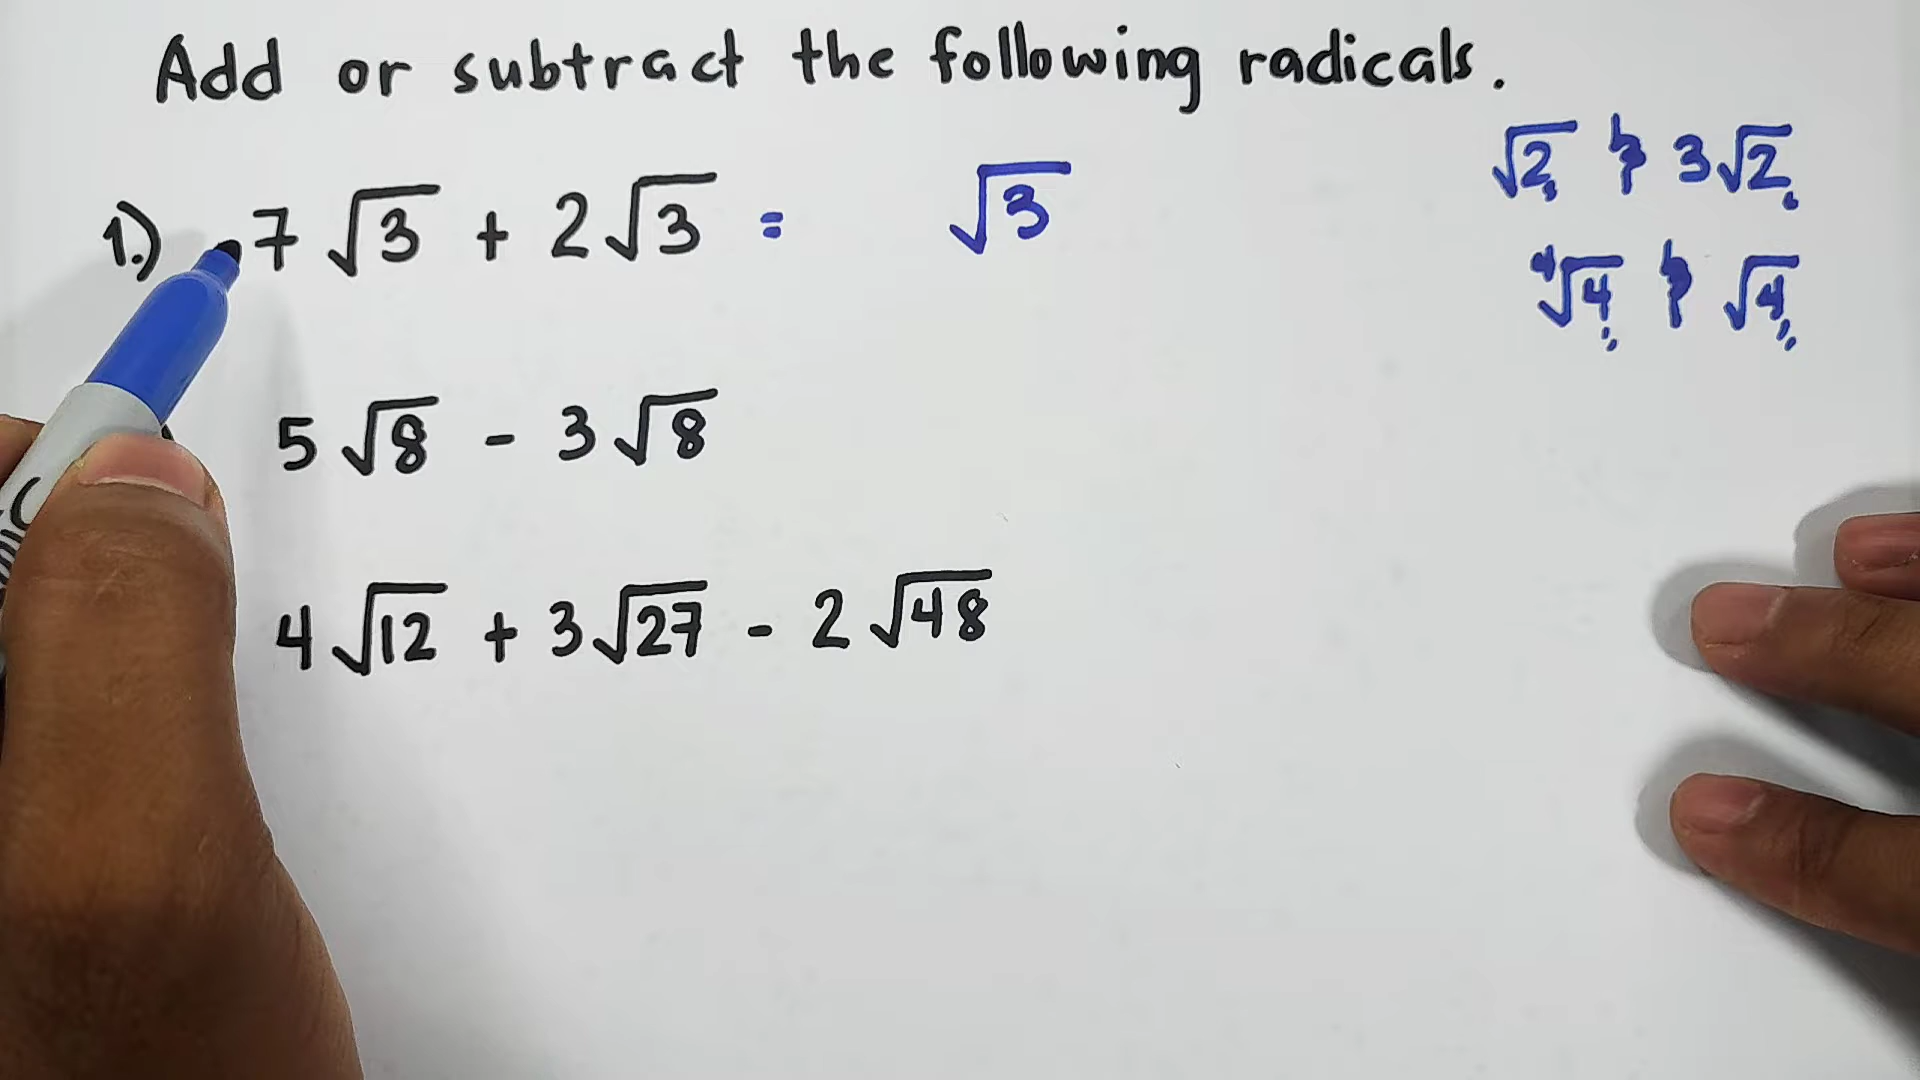 Add or subtract the following radicals.
√2 & 3√2
1.) 7√3 + 2√3 = √3
⁴√4 & √4
5√8 - 3√8
4√12 + 3√27 - 2√48